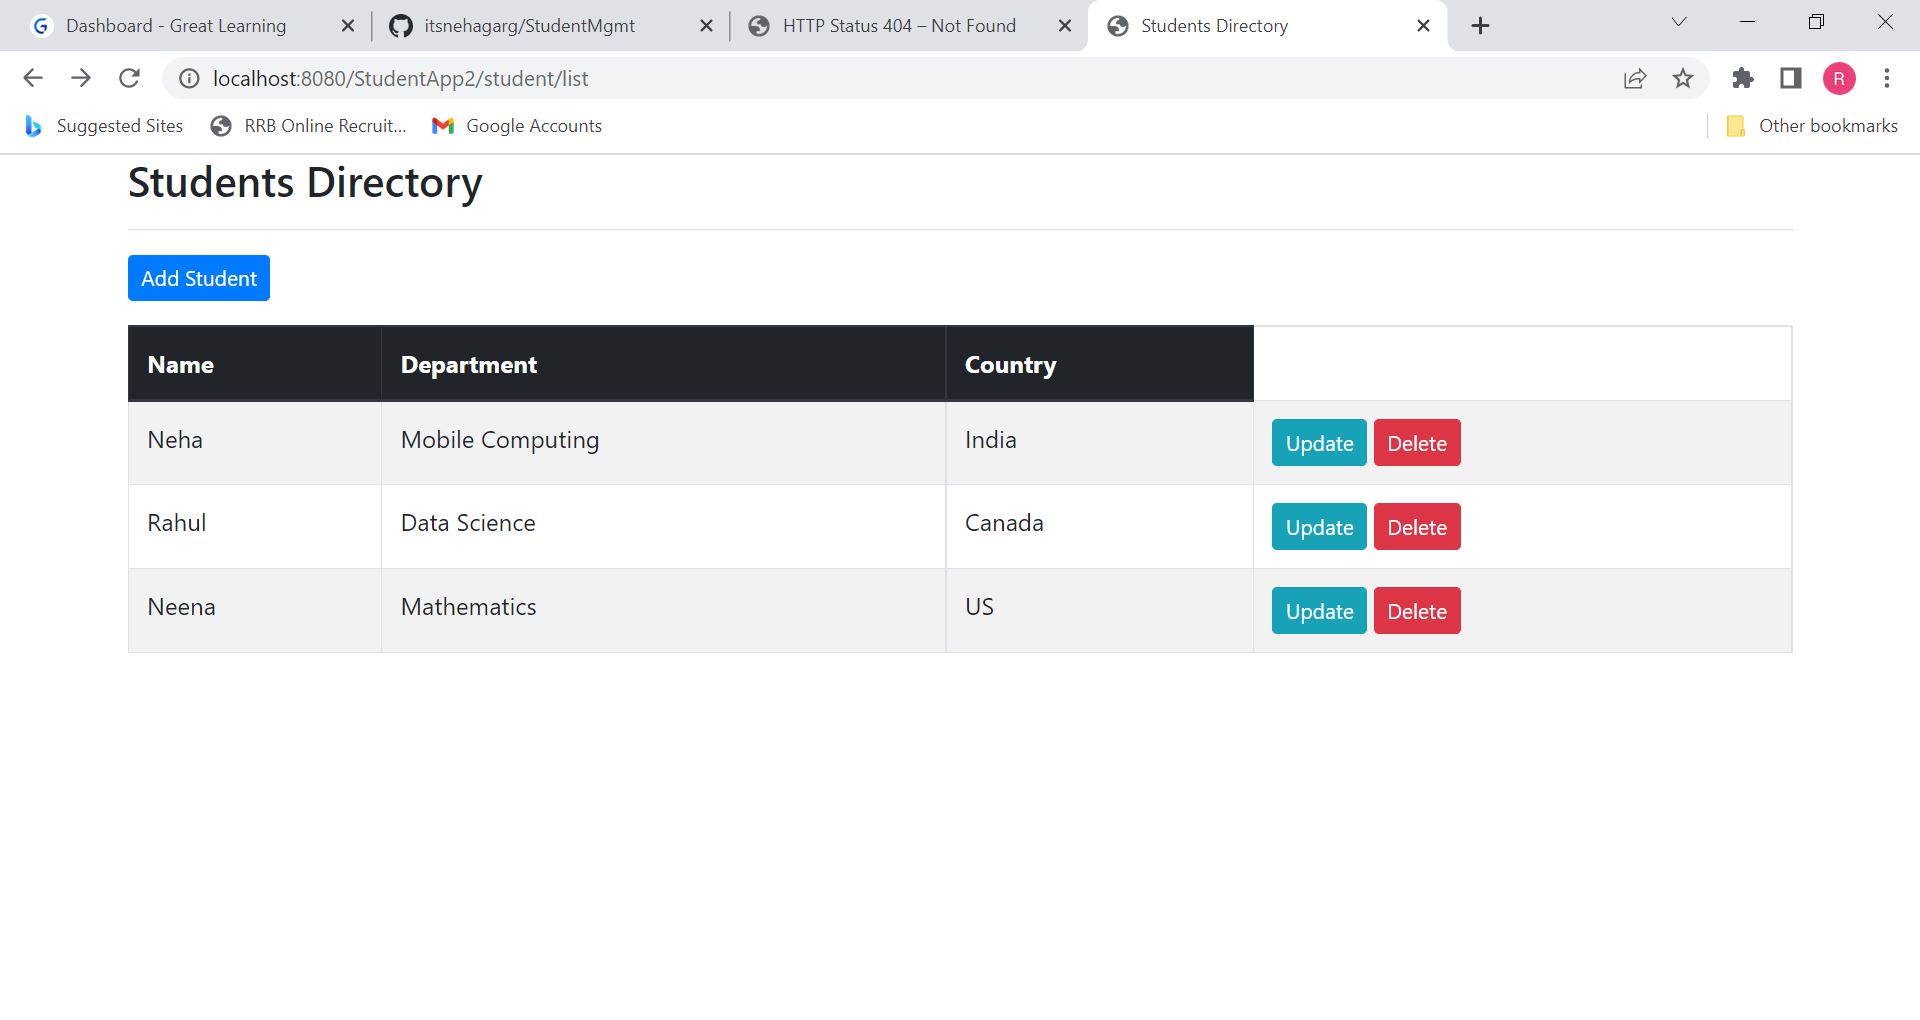 Dashboard - Great Learning
itsnehagarg/StudentMgmt
HTTP Status 404 – Not Found
Students Directory
localhost:8080/StudentApp2/student/list
R
Suggested Sites
RRB Online Recruit...
Google Accounts
Other bookmarks
Students Directory
Add Student
Name Department Country
Neha Mobile Computing India Update Delete
Rahul Data Science Canada Update Delete
Neena Mathematics US Update Delete